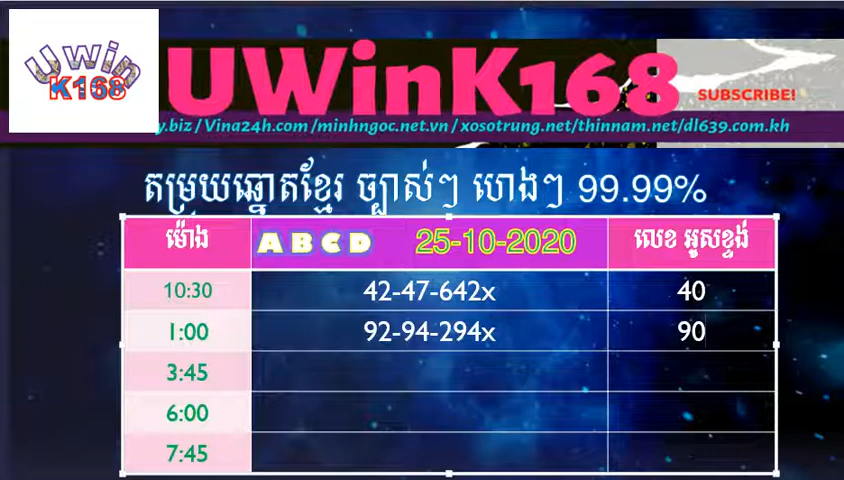 Uwin
K168
UWinK168
SUBSCRIBE!
y.biz/Vina24h.com/minhngoc.net.vn/xosotrung.net/thinnam.net/dl639.com.kh
តម្រុយឆ្នោតខ្មែរ ច្បាស់ៗ ហេងៗ 99.99%
ម៉ោង A B C D 25-10-2020 លេខ អូសខ្ទង់
10:30 42-47-642x 40
1:00 92-94-294x 90
3:45
6:00
7:45